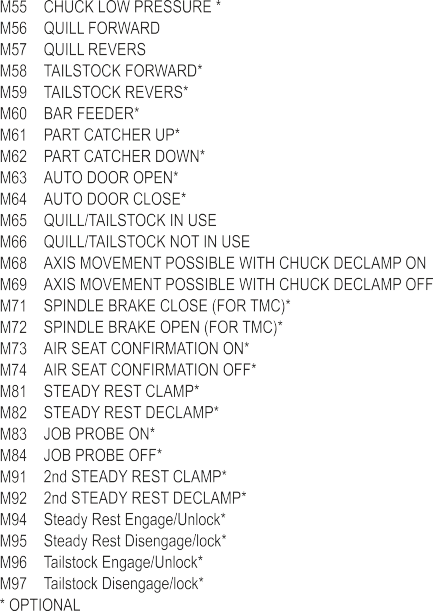 M55 CHUCK LOW PRESSURE *
M56 QUILL FORWARD
M57 QUILL REVERS
M58 TAILSTOCK FORWARD*
M59 TAILSTOCK REVERS*
M60 BAR FEEDER*
M61 PART CATCHER UP*
M62 PART CATCHER DOWN*
M63 AUTO DOOR OPEN*
M64 AUTO DOOR CLOSE*
M65 QUILL/TAILSTOCK IN USE
M66 QUILL/TAILSTOCK NOT IN USE
M68 AXIS MOVEMENT POSSIBLE WITH CHUCK DECLAMP ON
M69 AXIS MOVEMENT POSSIBLE WITH CHUCK DECLAMP OFF
M71 SPINDLE BRAKE CLOSE (FOR TMC)*
M72 SPINDLE BRAKE OPEN (FOR TMC)*
M73 AIR SEAT CONFIRMATION ON*
M74 AIR SEAT CONFIRMATION OFF*
M81 STEADY REST CLAMP*
M82 STEADY REST DECLAMP*
M83 JOB PROBE ON*
M84 JOB PROBE OFF*
M91 2nd STEADY REST CLAMP*
M92 2nd STEADY REST DECLAMP*
M94 Steady Rest Engage/Unlock*
M95 Steady Rest Disengage/lock*
M96 Tailstock Engage/Unlock*
M97 Tailstock Disengage/lock*
* OPTIONAL